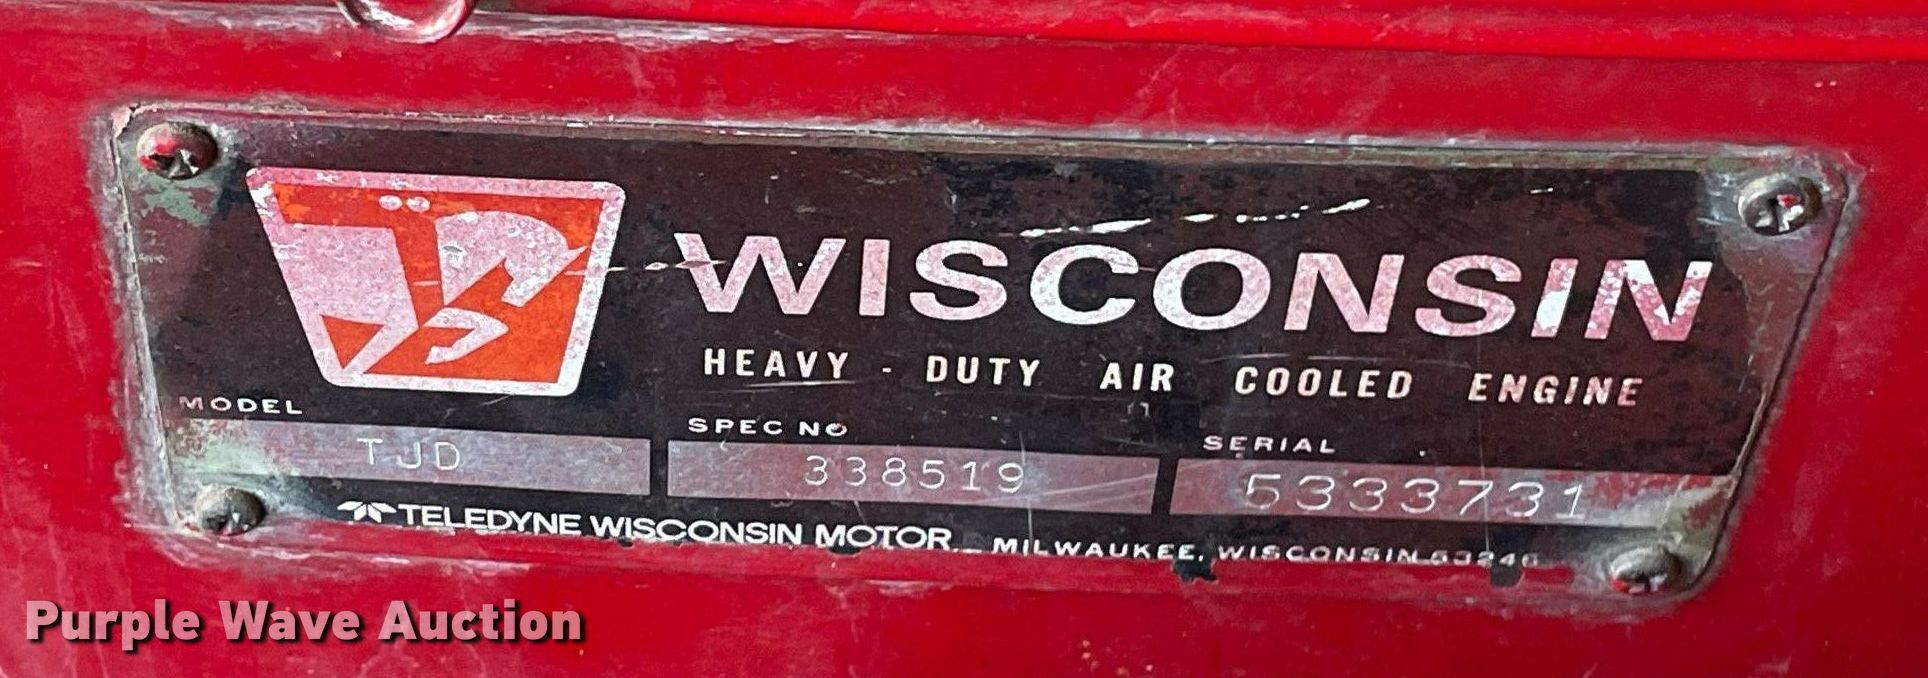 WISCONSIN
HEAVY - DUTY AIR COOLED ENGINE
MODEL SPEC NO SERIAL
TJD 338519 5333731
TELEDYNE WISCONSIN MOTOR MILWAUKEE, WISCONSIN 53246
Purple Wave Auction